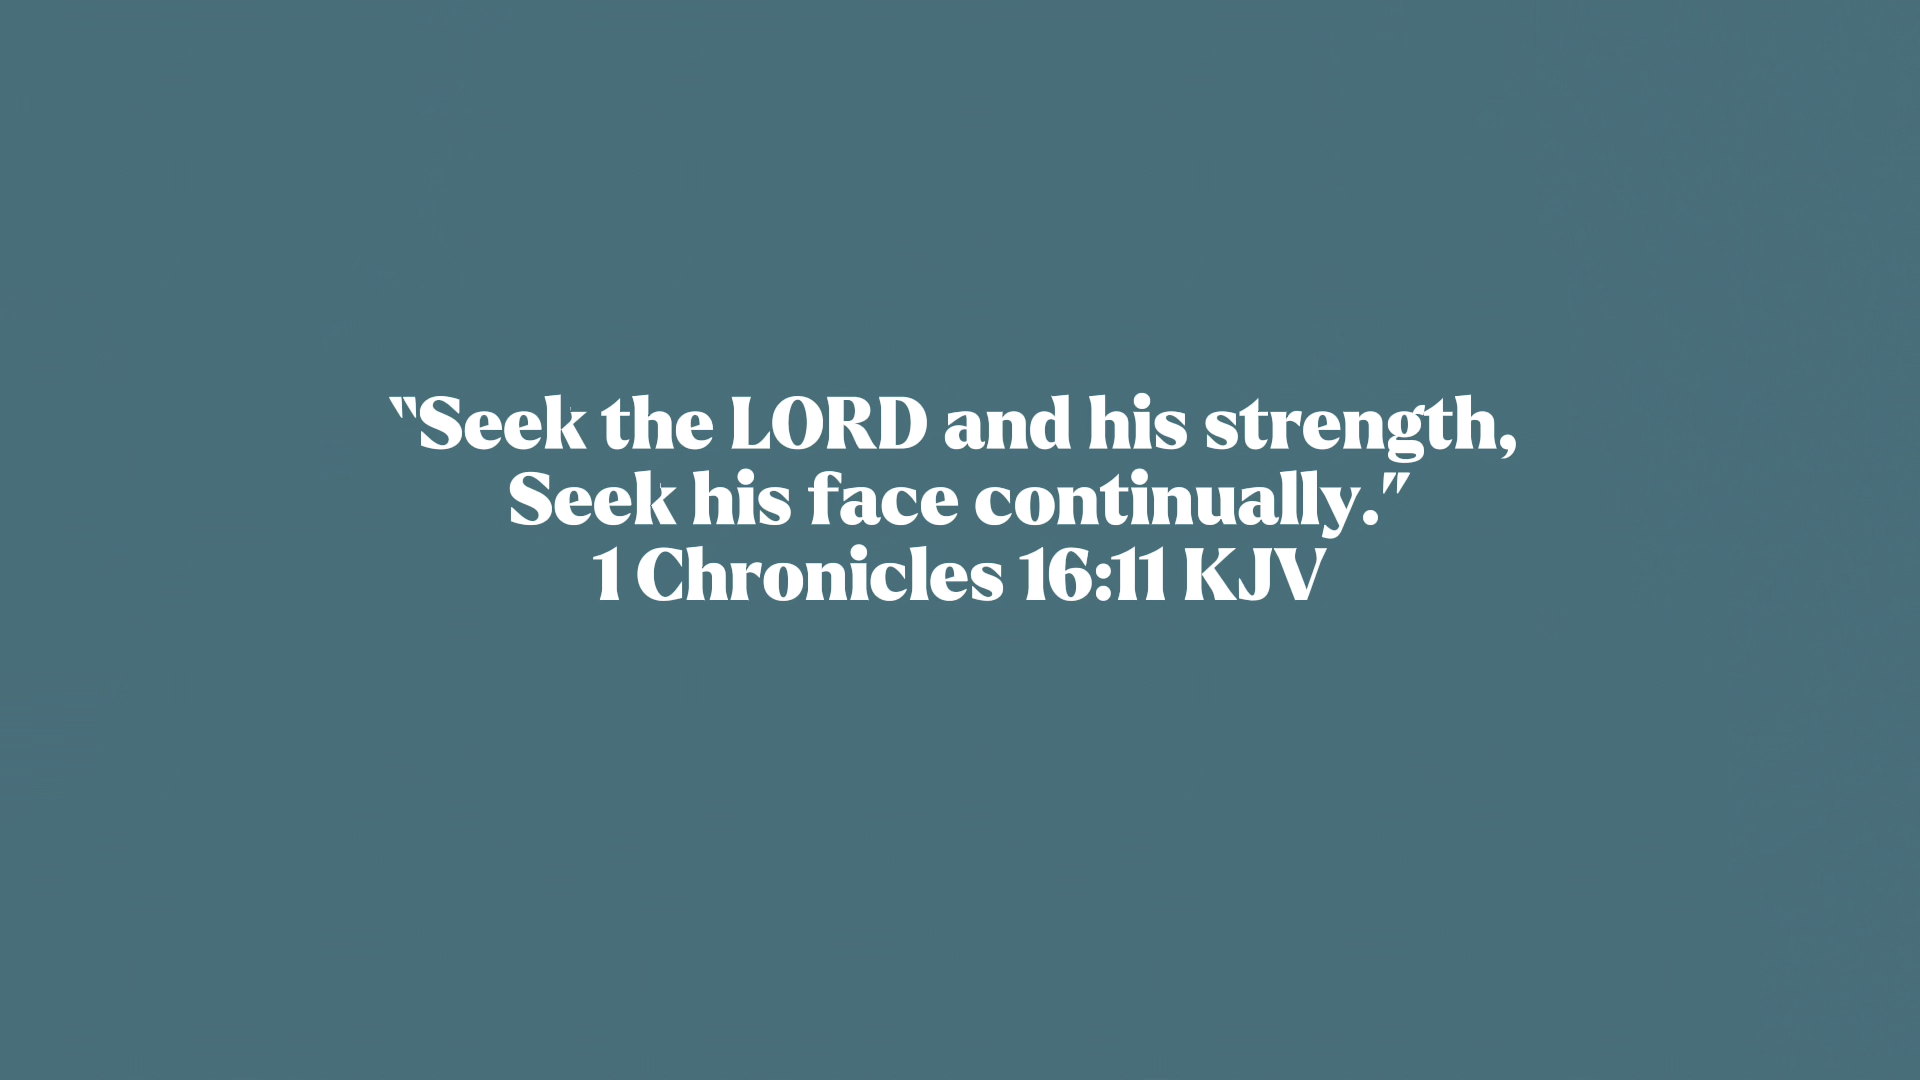 "Seek the LORD and his strength,
Seek his face continually."
1 Chronicles 16:11 KJV